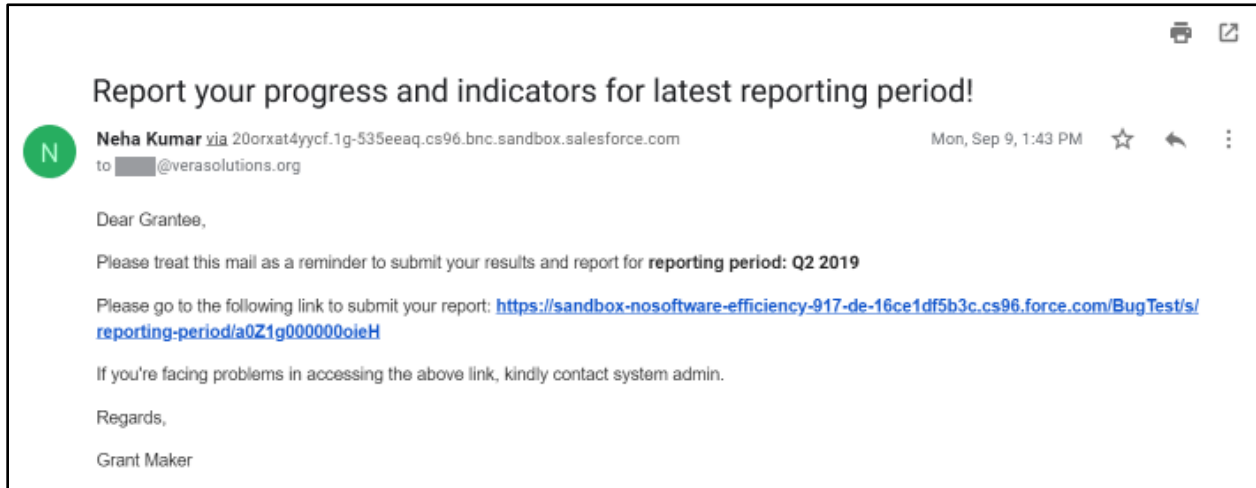 Report your progress and indicators for latest reporting period!
N
Neha Kumar via 20orxat4yycf.1g-535eeaq.cs96.bnc.sandbox.salesforce.com Mon, Sep 9, 1:43 PM
to @verasolutions.org
Dear Grantee,
Please treat this mail as a reminder to submit your results and report for reporting period: Q2 2019
Please go to the following link to submit your report: https://sandbox-nosoftware-efficiency-917-de-16ce1df5b3c.cs96.force.com/BugTest/s/
reporting-period/a0Z1g000000oieH
If you're facing problems in accessing the above link, kindly contact system admin.
Regards,
Grant Maker